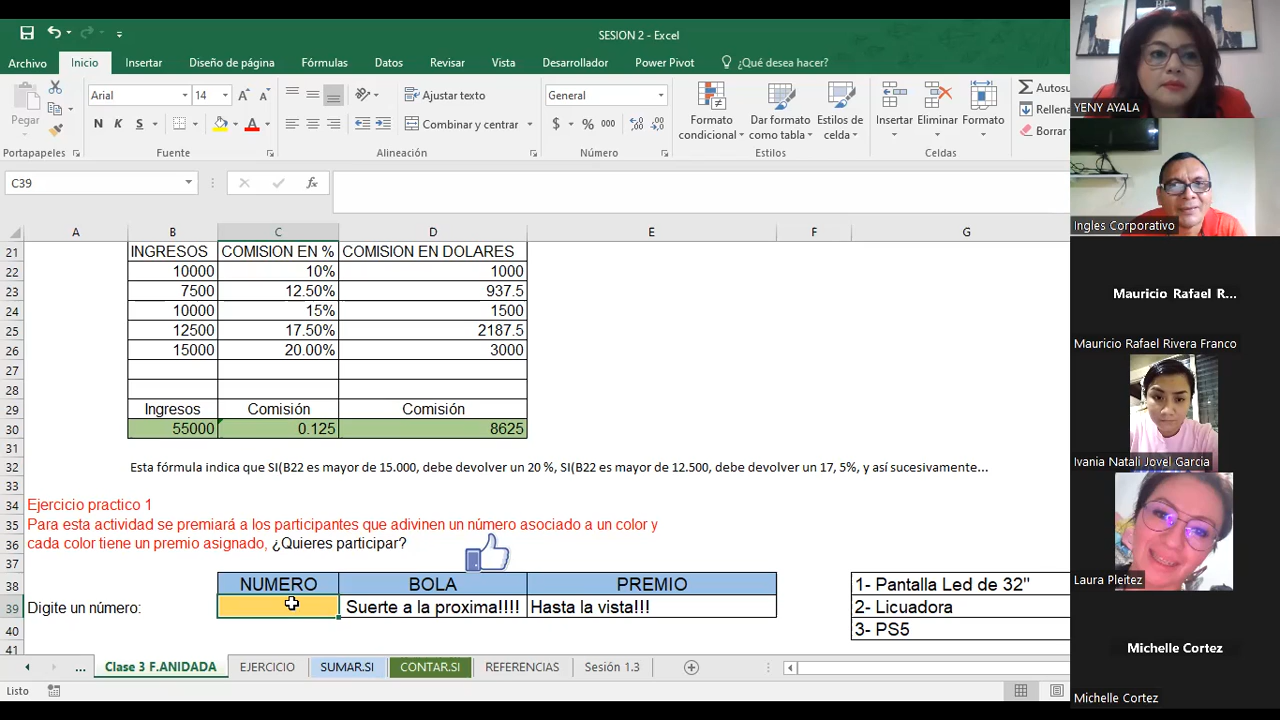 SESION 2 - Excel
Archivo Inicio Insertar Diseño de página Fórmulas Datos Revisar Vista Desarrollador Power Pivot ¿Qué desea hacer?
Pegar
Arial 14
Ajustar texto
General
Formato condicional
Dar formato como tabla
Estilos de celda
Insertar Eliminar Formato
Autosu
Rellena
Borrar
N K S
Combinar y centrar
$ % 000
Portapapeles Fuente Alineación Número Estilos Celdas
C39
fx
A B C D E F G
21 INGRESOS COMISION EN % COMISION EN DOLARES
22 10000 10% 1000
23 7500 12.50% 937.5
24 10000 15% 1500
25 12500 17.50% 2187.5
26 15000 20.00% 3000
27
28
29 Ingresos Comisión Comisión
30 55000 0.125 8625
31
32 Esta fórmula indica que SI(B22 es mayor de 15.000, debe devolver un 20 %, SI(B22 es mayor de 12.500, debe devolver un 17, 5%, y así sucesivamente...
33
34 Ejercicio practico 1
35 Para esta actividad se premiará a los participantes que adivinen un número asociado a un color y
36 cada color tiene un premio asignado, ¿Quieres participar?
37
38 NUMERO BOLA PREMIO 1- Pantalla Led de 32"
39 Digite un número: Suerte a la proxima!!!! Hasta la vista!!! 2- Licuadora
40 3- PS5
41
... Clase 3 F.ANIDADA EJERCICIO SUMAR.SI CONTAR.SI REFERENCIAS Sesión 1.3
Listo
YENY AYALA
Ingles Corporativo
Mauricio Rafael R...
Mauricio Rafael Rivera Franco
Ivania Natali Jovel Garcia
Laura Pleitez
Michelle Cortez
Michelle Cortez